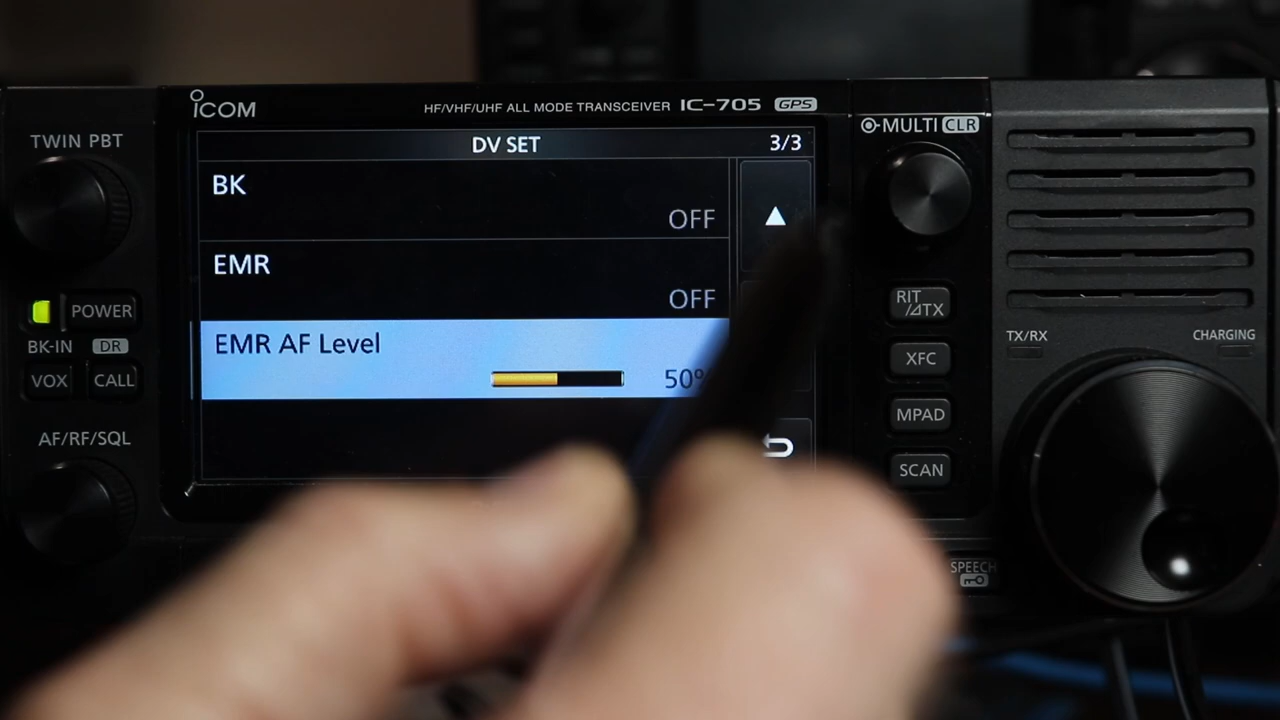 ICOM
HF/VHF/UHF ALL MODE TRANSCEIVER IC-705 GPS
TWIN PBT
DV SET 3/3
BK
OFF
EMR
OFF
EMR AF Level
50%
MULTI CLR
POWER
BK-IN DR
VOX CALL
AF/RF/SQL
RIT
/⊿TX
XFC
MPAD
SCAN
SPEECH
TX/RX CHARGING